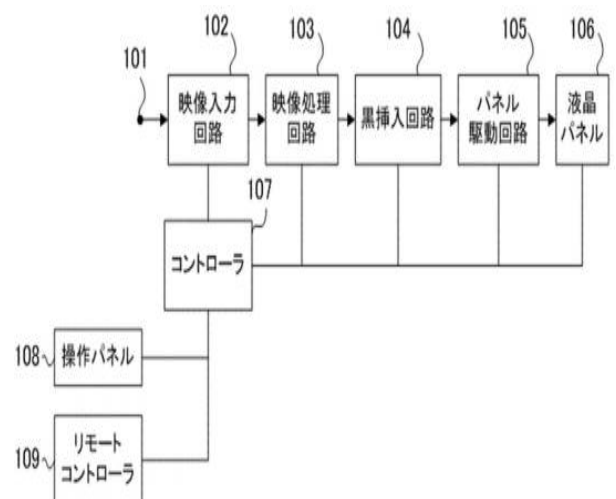 101
102
103
104
105
106
映像入力
回路
映像処理
回路
黒挿入回路
パネル
駆動回路
液晶
パネル
107
コントローラ
108
操作パネル
109
リモート
コントローラ